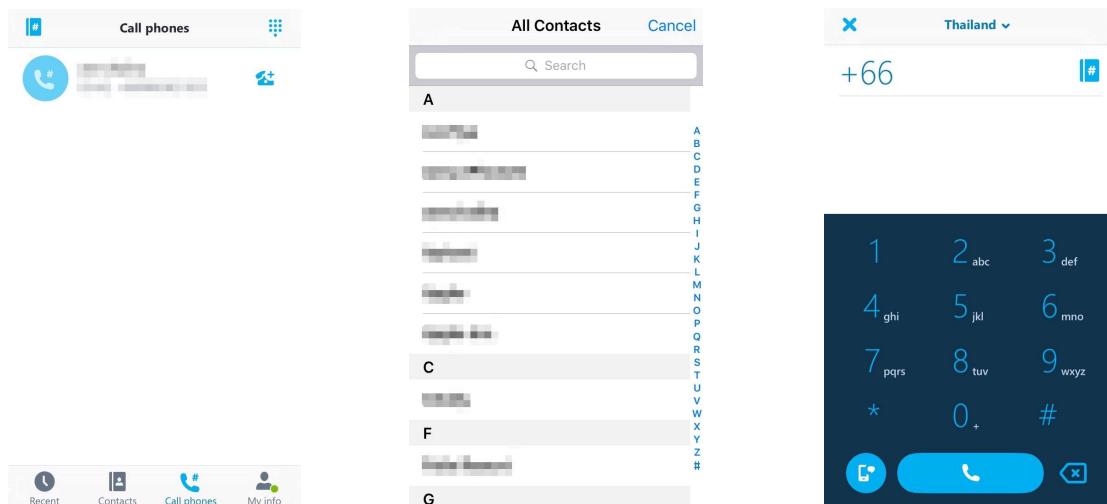 Call phones
Recent
Contacts
Call phones
My info
All Contacts
Cancel
Search
A
C
F
G
A
B
C
D
E
F
G
H
I
J
K
L
M
N
O
P
Q
R
S
T
U
V
W
X
Y
Z
#
Thailand
+66
#
1
2 abc
3 def
4 ghi
5 jkl
6 mno
7 pqrs
8 tuv
9 wxyz
*
0 +
#